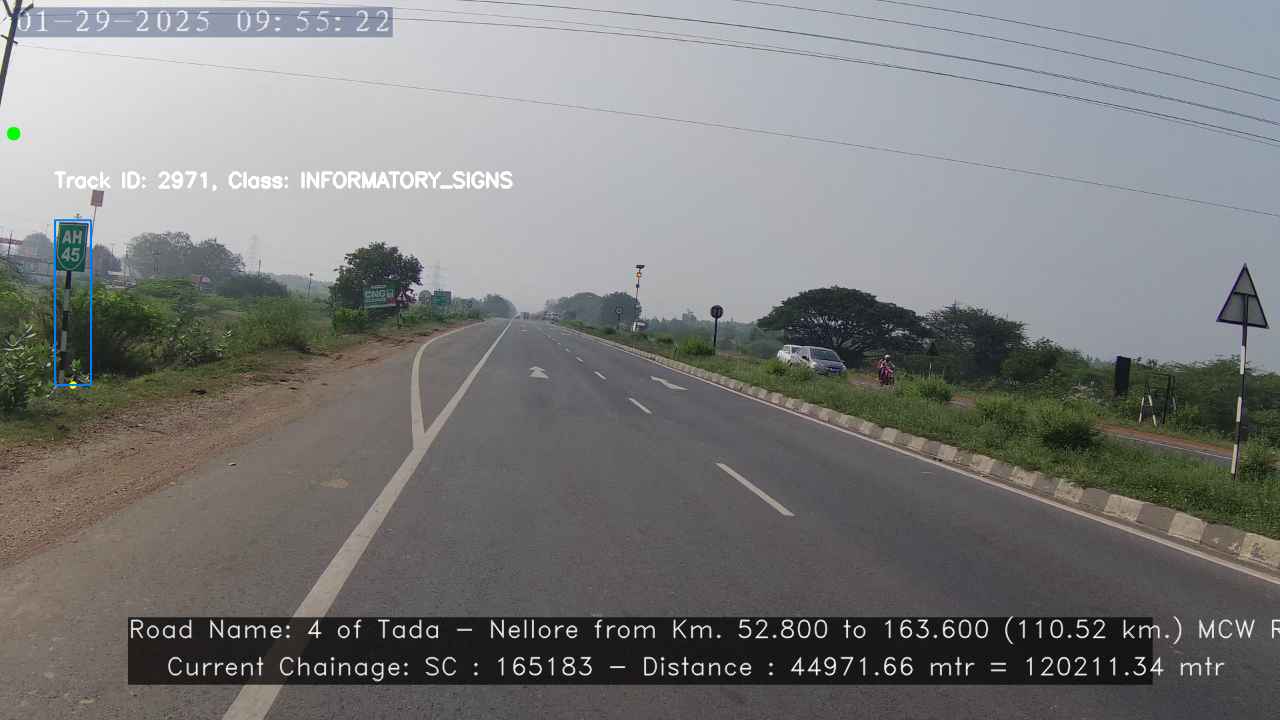 01-29-2025 09:55:22
Track ID: 2971, Class: INFORMATORY_SIGNS
AH
45
CNG
Road Name: 4 of Tada - Nellore from Km. 52.800 to 163.600 (110.52 km.) MCW R
Current Chainage: SC : 165183 - Distance : 44971.66 mtr = 120211.34 mtr